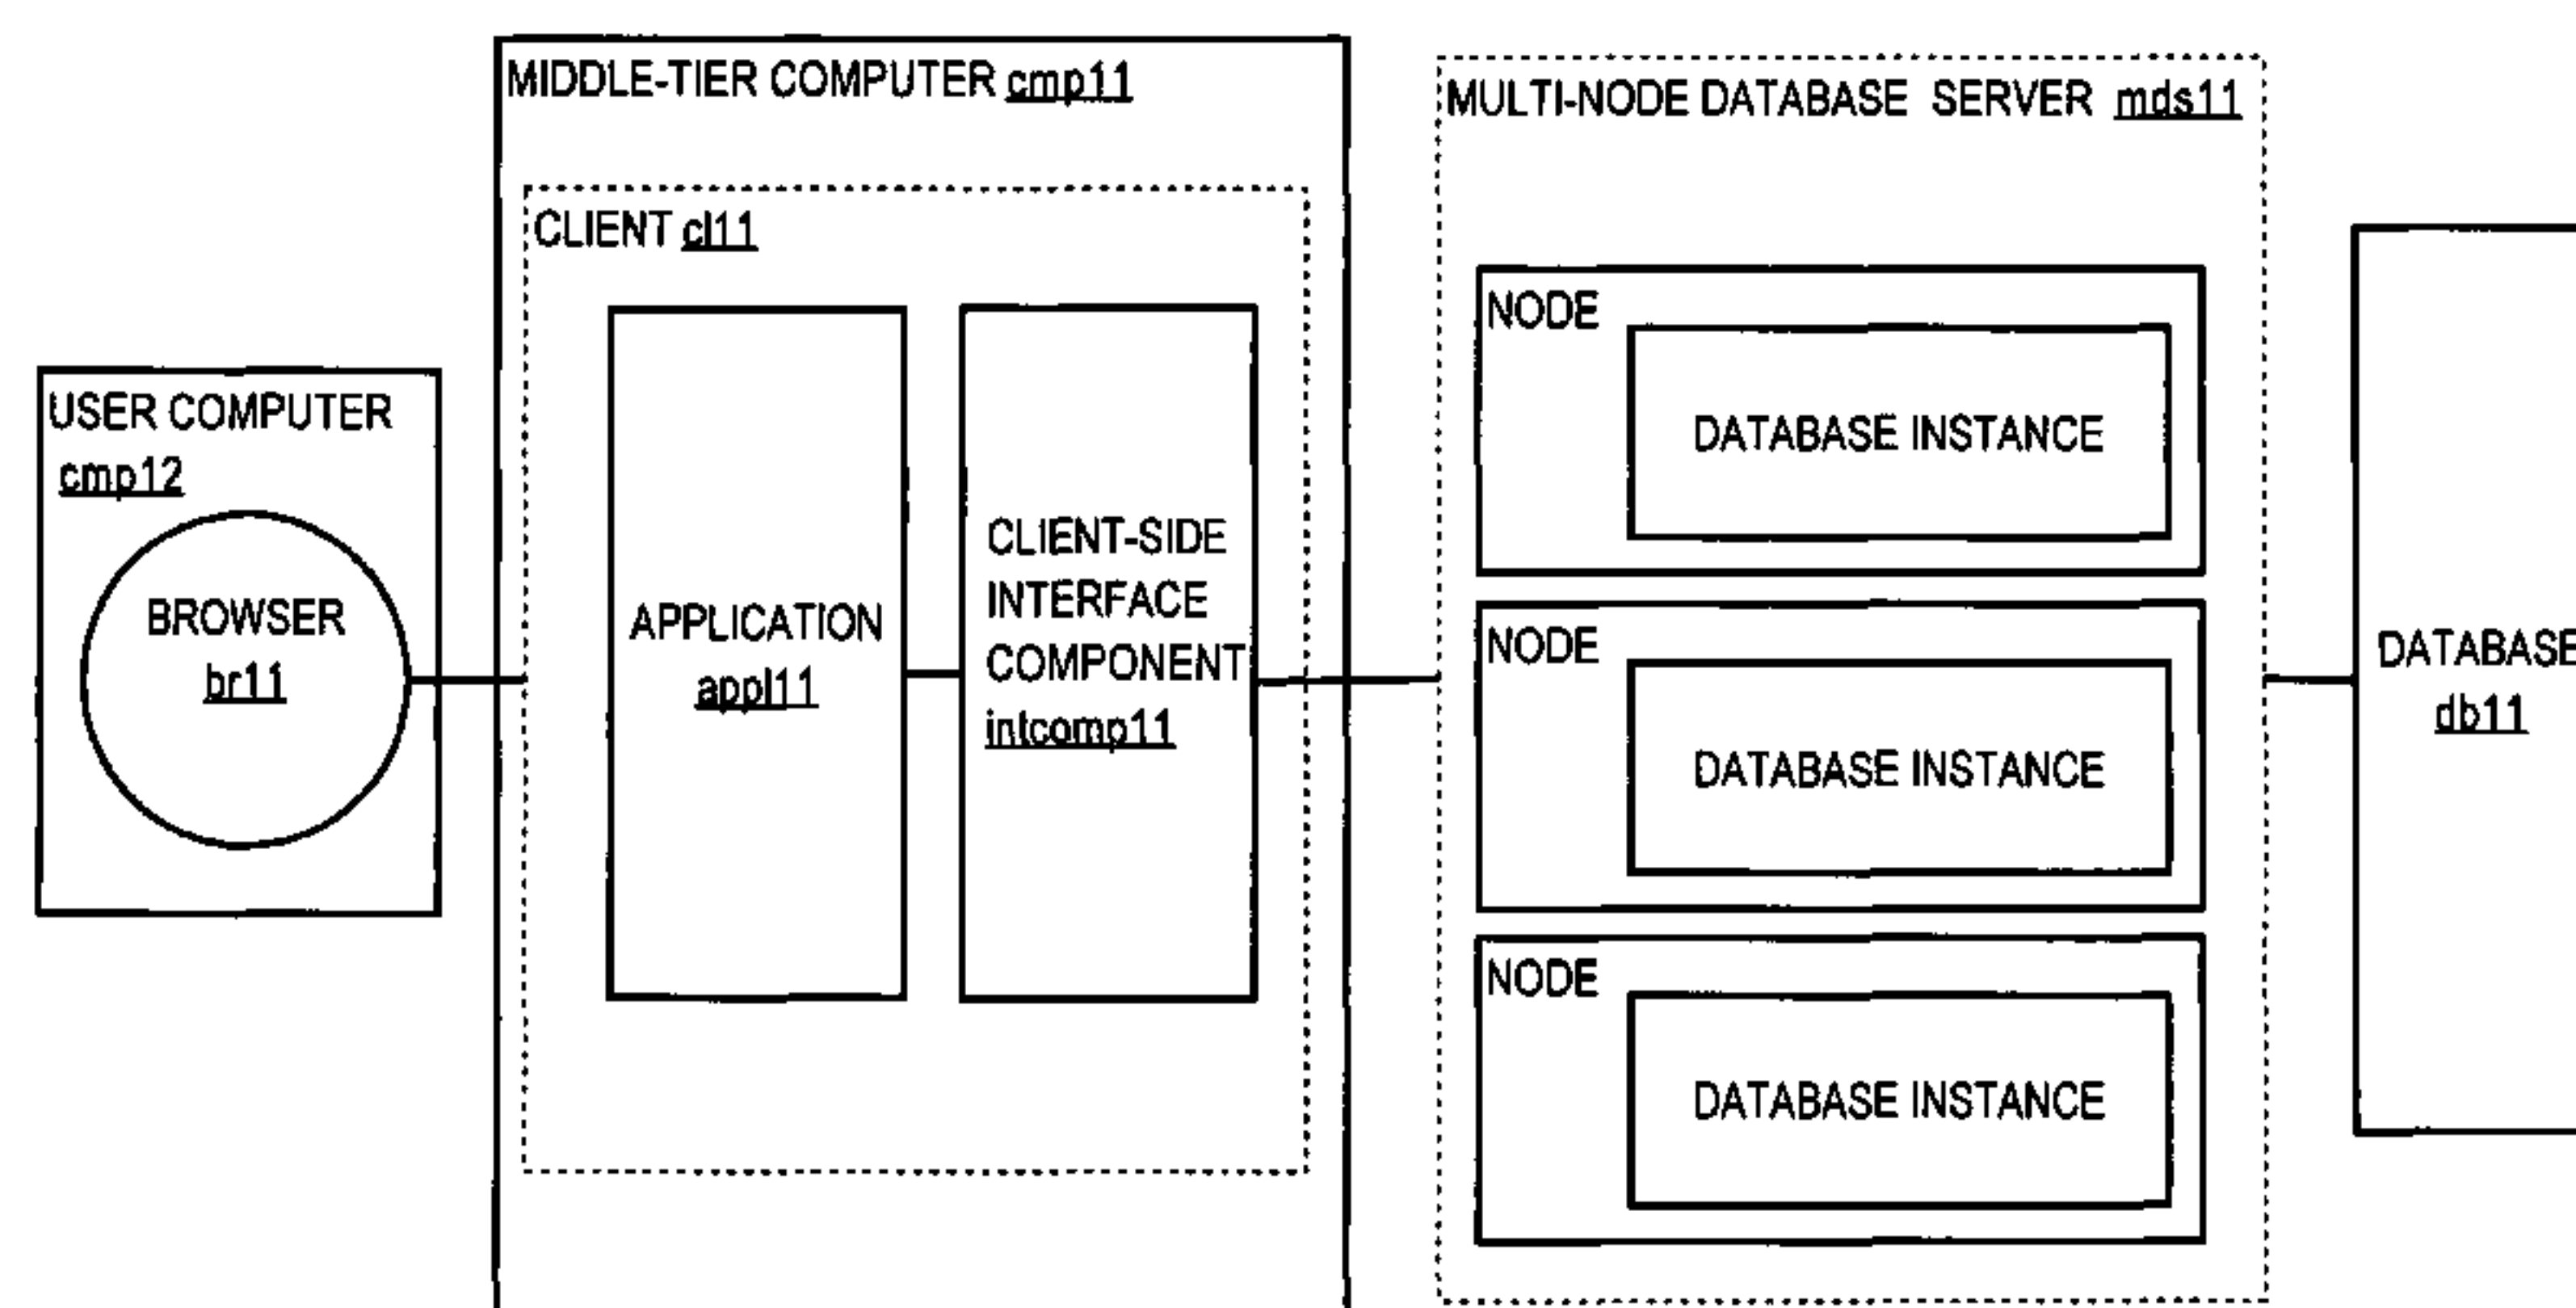 MIDDLE-TIER COMPUTER cmp11
CLIENT cl11
USER COMPUTER
cmp12
BROWSER
br11
APPLICATION
appl11
CLIENT-SIDE
INTERFACE
COMPONENT
intcomp11
MULTI-NODE DATABASE SERVER mds11
NODE
DATABASE INSTANCE
NODE
DATABASE INSTANCE
NODE
DATABASE INSTANCE
DATABASE
db11